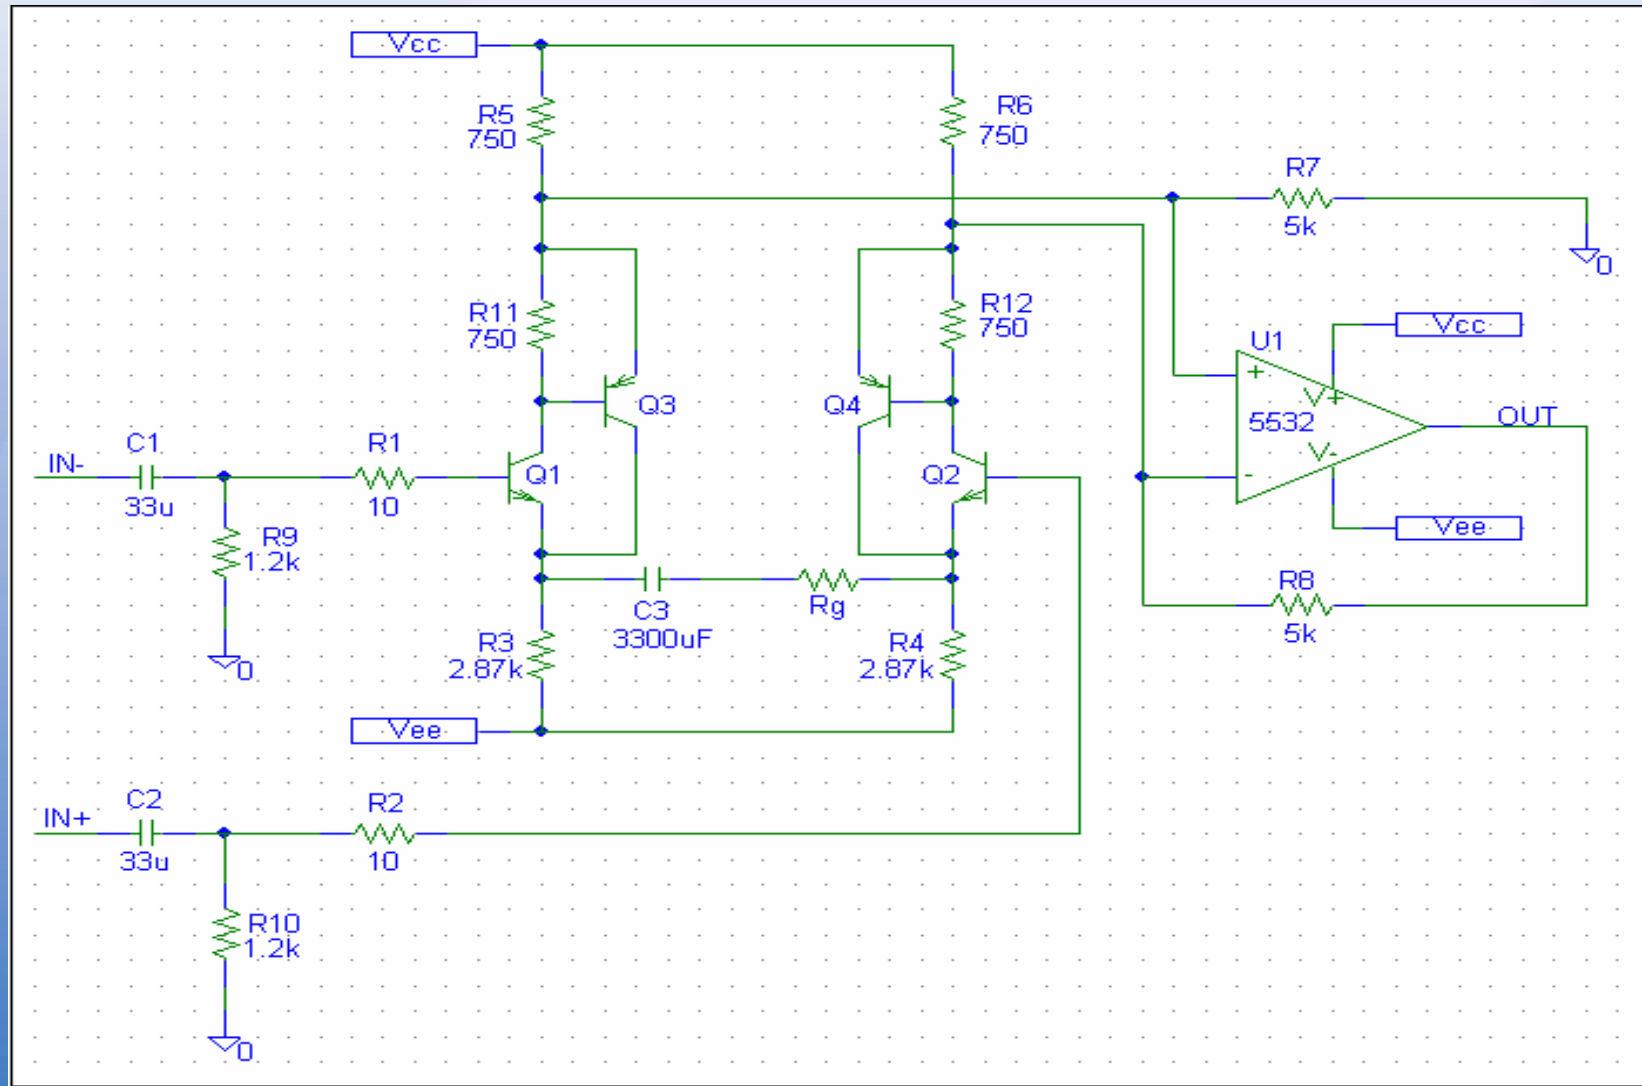 Vcc
R5
750
R6
750
R7
5k
0
R11
750
R12
750
Vcc
U1
+
V+
5532
V-
-
OUT
Q3
Q4
C1
IN-
33u
R1
10
Q1
Q2
Vee
R9
1.2k
0
C3
3300uF
Rg
R8
5k
R3
2.87k
R4
2.87k
Vee
C2
IN+
33u
R2
10
R10
1.2k
0